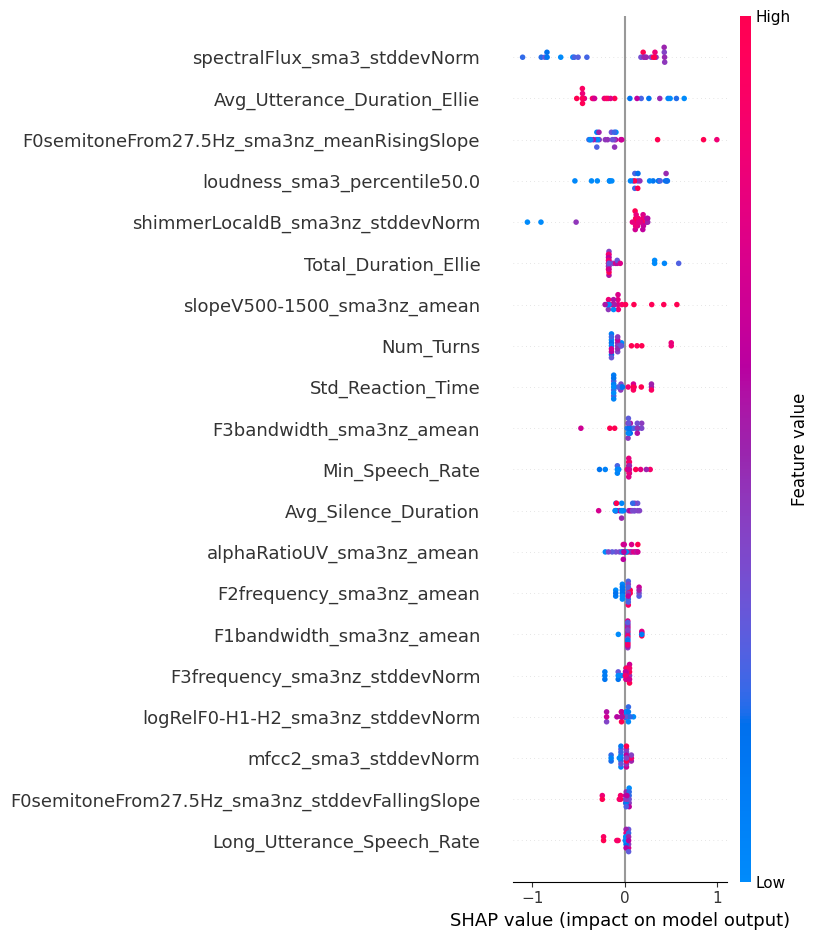 High
spectralFlux_sma3_stddevNorm
Avg_Utterance_Duration_Ellie
F0semitoneFrom27.5Hz_sma3nz_meanRisingSlope
loudness_sma3_percentile50.0
shimmerLocaldB_sma3nz_stddevNorm
Total_Duration_Ellie
slopeV500-1500_sma3nz_amean
Num_Turns
Std_Reaction_Time
F3bandwidth_sma3nz_amean
Min_Speech_Rate
Avg_Silence_Duration
alphaRatioUV_sma3nz_amean
F2frequency_sma3nz_amean
F1bandwidth_sma3nz_amean
F3frequency_sma3nz_stddevNorm
logRelF0-H1-H2_sma3nz_stddevNorm
mfcc2_sma3_stddevNorm
F0semitoneFrom27.5Hz_sma3nz_stddevFallingSlope
Long_Utterance_Speech_Rate
Feature value
Low
−1 0 1
SHAP value (impact on model output)